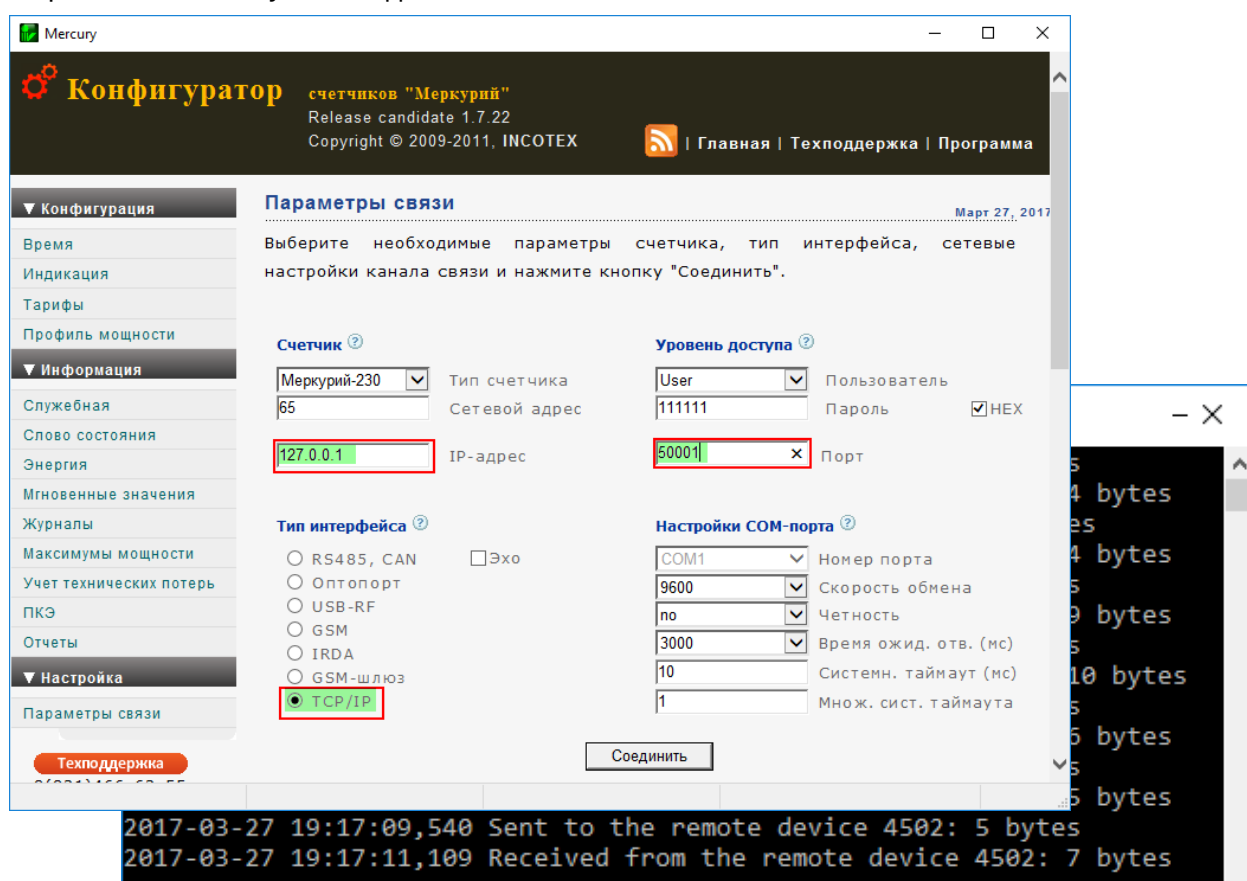 Mercury
Конфигуратор
счетчиков "Меркурий"
Release candidate 1.7.22
Copyright © 2009-2011, INCOTEX
| Главная | Техподдержка | Программа
▼ Конфигурация
Время
Индикация
Тарифы
Профиль мощности
▼ Информация
Служебная
Слово состояния
Энергия
Мгновенные значения
Журналы
Максимумы мощности
Учет технических потерь
ПКЭ
Отчеты
▼ Настройка
Параметры связи
Техподдержка
Параметры связи
Март 27, 2017
Выберите необходимые параметры счетчика, тип интерфейса, сетевые
настройки канала связи и нажмите кнопку "Соединить".
Счетчик ?
Меркурий-230 Тип счетчика
65 Сетевой адрес
127.0.0.1 IP-адрес
Уровень доступа ?
User Пользователь
111111 Пароль HEX
50001 Порт
Тип интерфейса ?
RS485, CAN Эхо
Оптопорт
USB-RF
GSM
IRDA
GSM-шлюз
TCP/IP
Настройки COM-порта ?
COM1 Номер порта
9600 Скорость обмена
no Четность
3000 Время ожид. отв. (мс)
10 Системн. таймаут (мс)
1 Множ. сист. таймаута
Соединить
s
4 bytes
es
4 bytes
s
9 bytes
s
10 bytes
s
6 bytes
s
5 bytes
2017-03-27 19:17:09,540 Sent to the remote device 4502: 5 bytes
2017-03-27 19:17:11,109 Received from the remote device 4502: 7 bytes